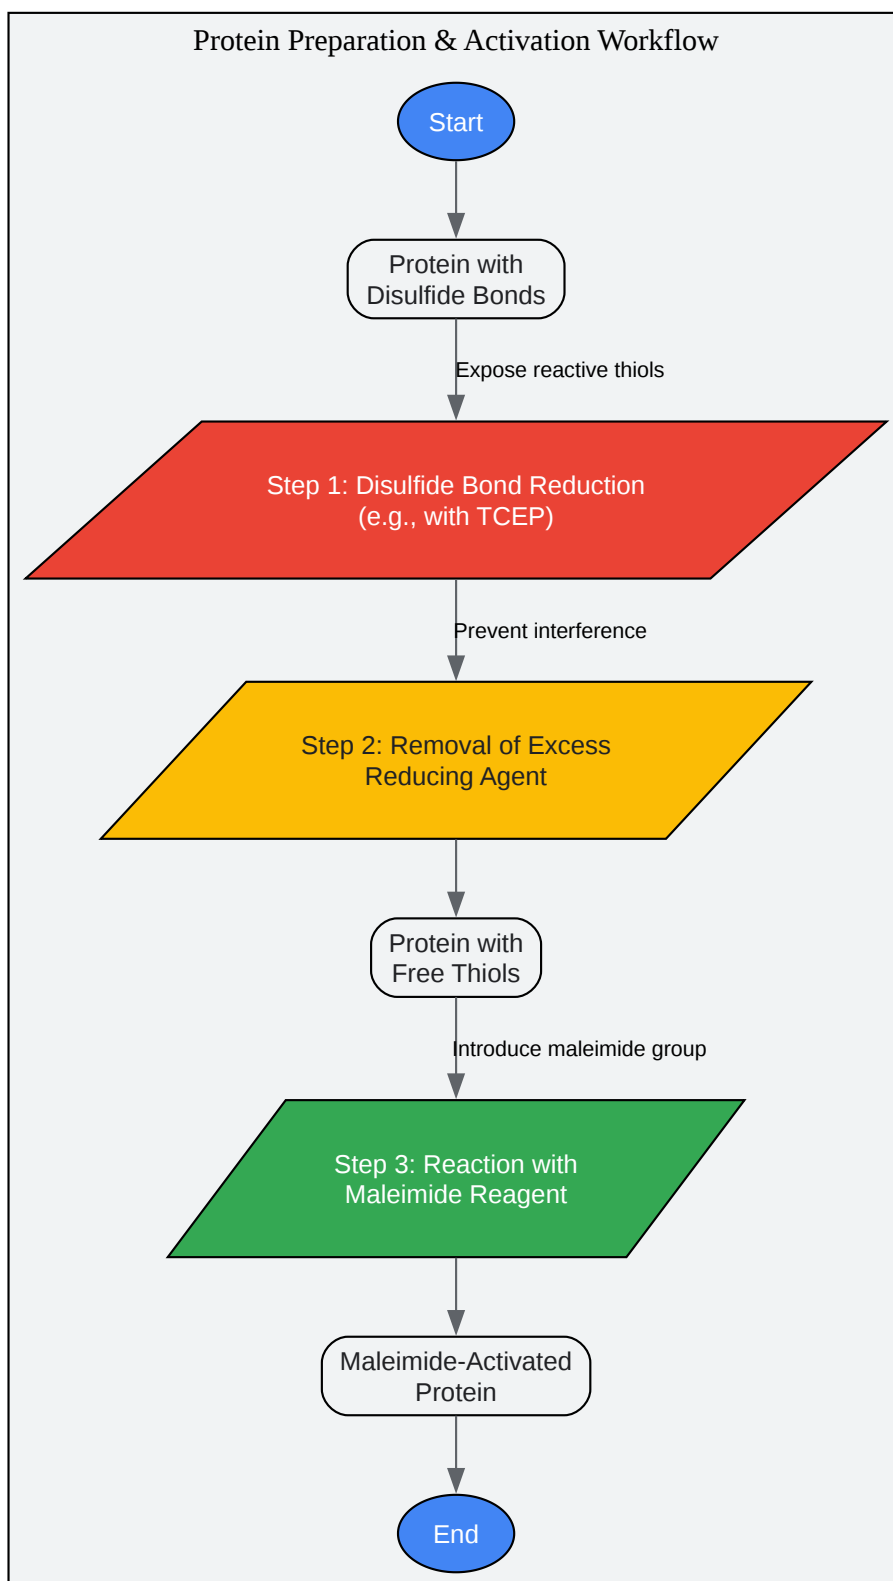 Protein Preparation & Activation Workflow
Start
Protein with
Disulfide Bonds
Expose reactive thiols
Step 1: Disulfide Bond Reduction
(e.g., with TCEP)
Prevent interference
Step 2: Removal of Excess
Reducing Agent
Protein with
Free Thiols
Introduce maleimide group
Step 3: Reaction with
Maleimide Reagent
Maleimide-Activated
Protein
End